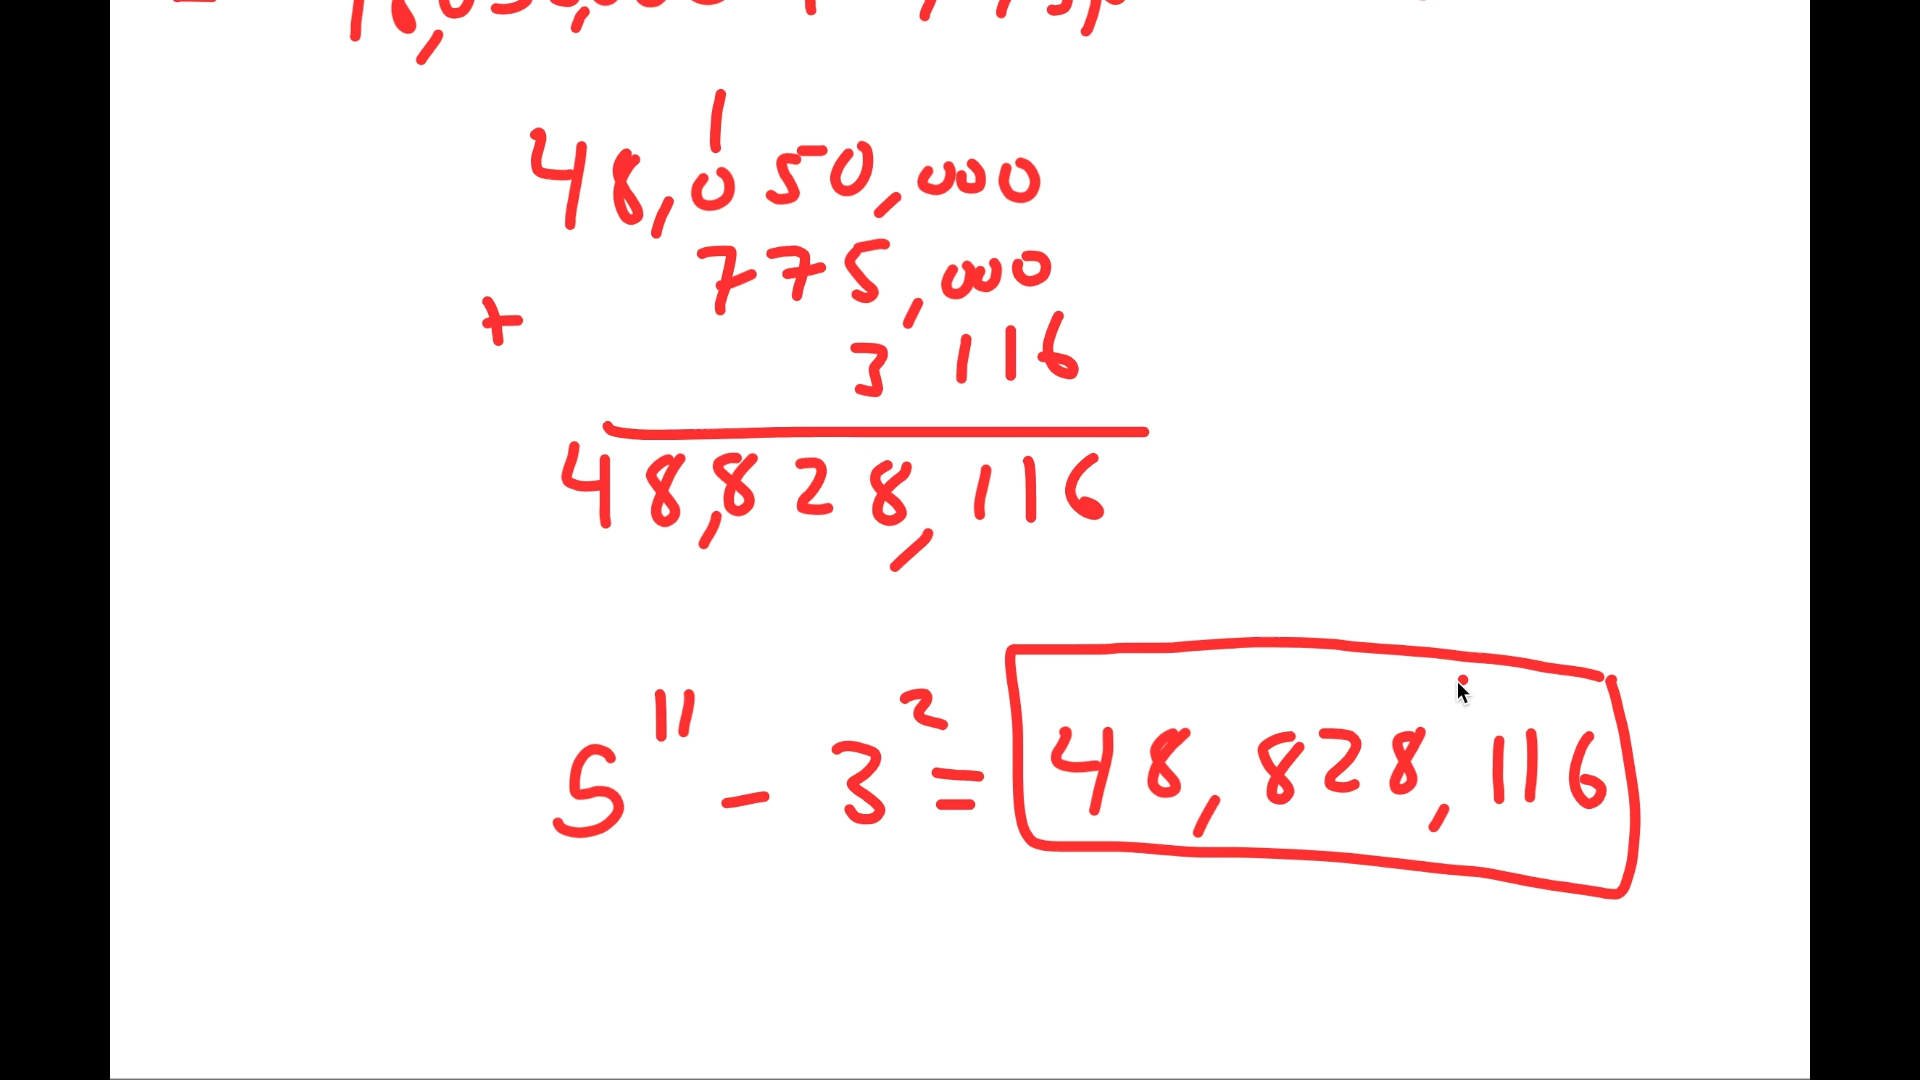 1
48,050,000
775,000
+ 3 116
48,828,116
5¹¹ - 3² = 48,828,116